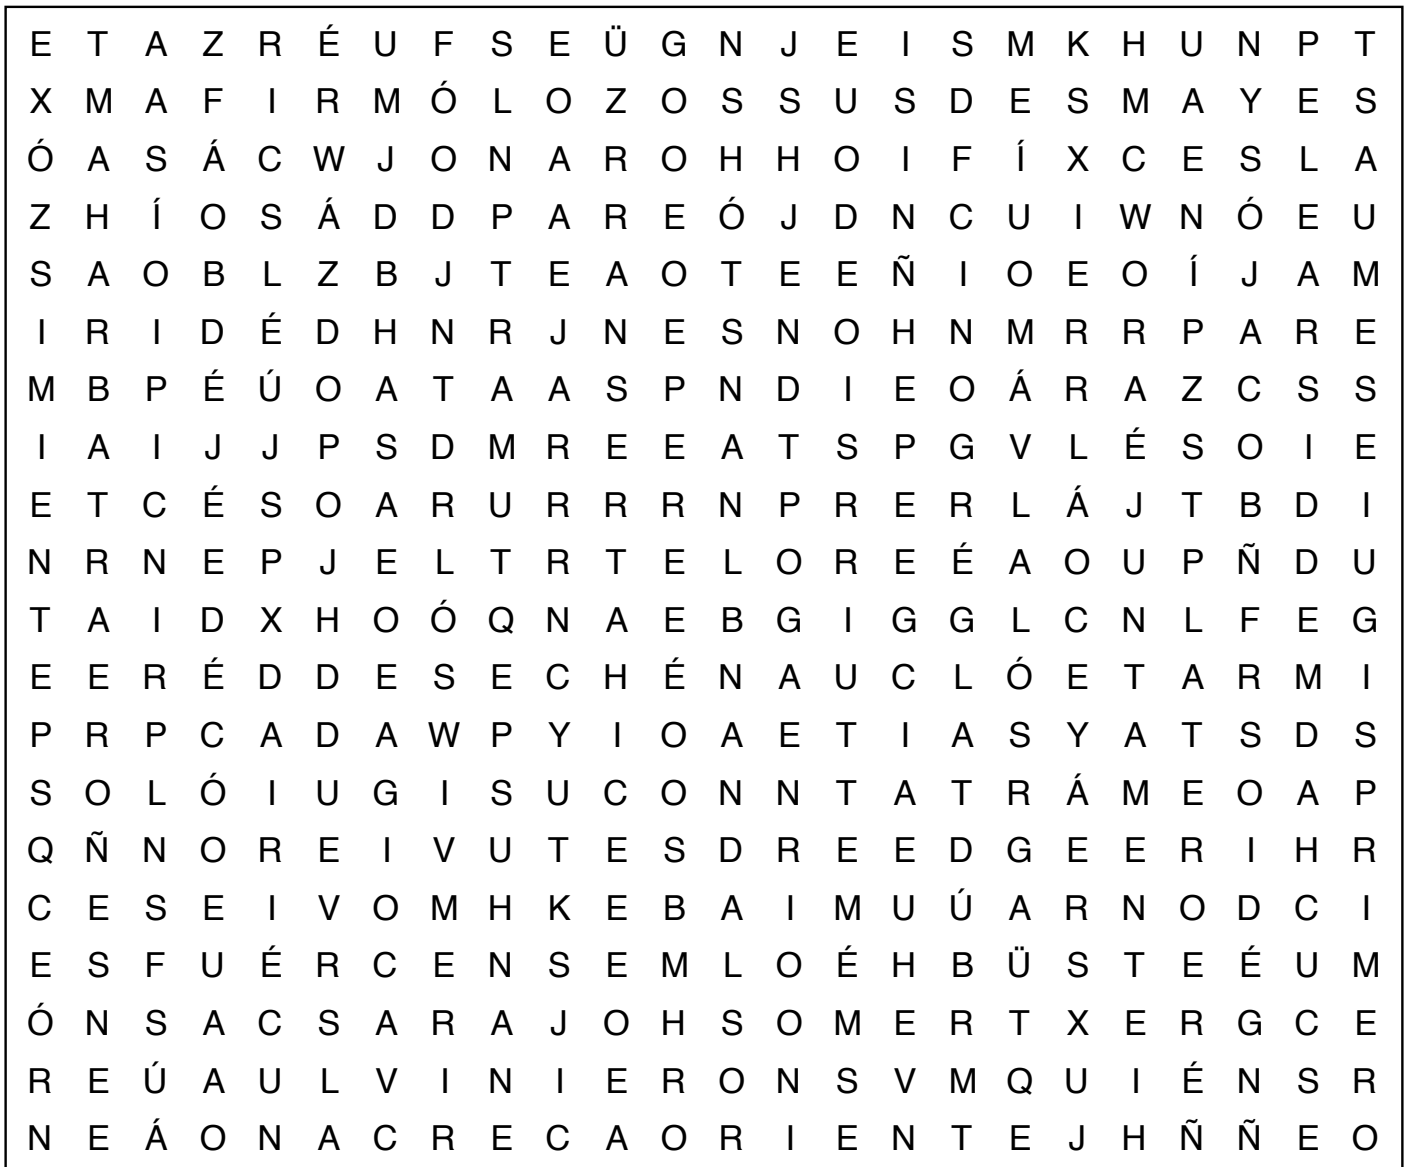 E T A Z R É U F S E Ü G N J E I S M K H U N P T
X M A F I R M Ó L O Z O S S U S D E S M A Y E S
Ó A S Á C W J O N A R O H H O I F Í X C E S L A
Z H Í O S Á D D P A R E Ó J D N C U I W N Ó E U
S A O B L Z B J T E A O T E E Ñ I O E O Í J A M
I R I D É D H N R J N E S N O H N M R R P A R E
M B P É Ú O A T A A S P N D I E O Á R A Z C S S
I A I J J P S D M R E E A T S P G V L É S O I E
E T C É S O A R U R R R N P R E R L Á J T B D I
N R N E P J E L T R T E L O R E É A O U P Ñ D U
T A I D X H O Ó Q N A E B G I G G L C N L F E G
E E R É D D E S E C H É N A U C L Ó E T A R M I
P R P C A D A W P Y I O A E T I A S Y A T S D S
S O L Ó I U G I S U C O N N T A T R Á M E O A P
Q Ñ N O R E I V U T E S D R E E D G E E R I H R
C E S E I V O M H K E B A I M U Ú A R N O D C I
E S F U É R C E N S E M L O É H B Ü S T E É U M
Ó N S A C S A R A J O H S O M E R T X E R G C E
R E Ú A U L V I N I E R O N S V M Q U I É N S R
N E Á O N A C R E C A O R I E N T E J H Ñ Ñ E O